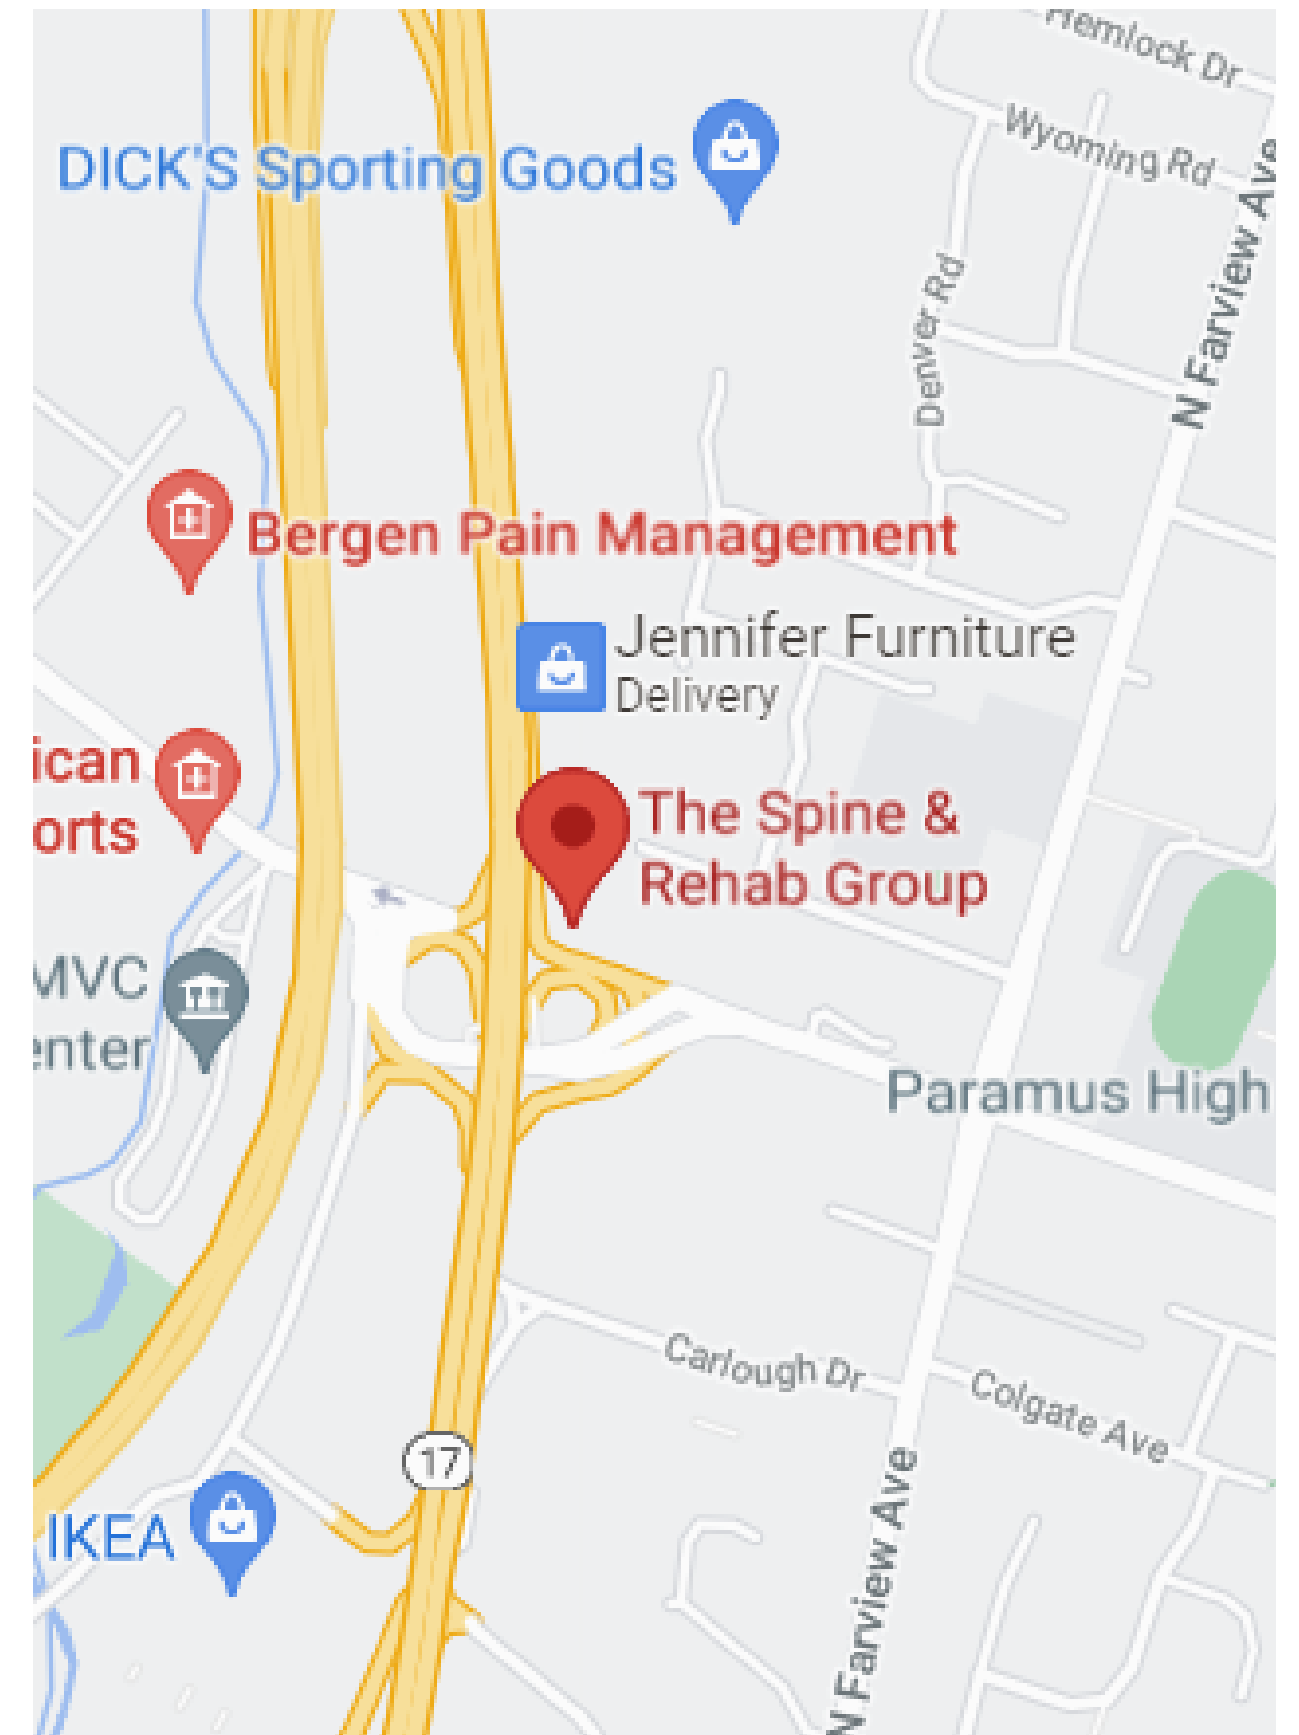 Hemlock Dr
Wyoming Rd
DICK'S Sporting Goods
N Farview Ave
Denver Rd
Bergen Pain Management
Jennifer Furniture
Delivery
ican
orts
The Spine &
Rehab Group
MVC
enter
Paramus High
Carlough Dr
Colgate Ave
17
IKEA
N Farview Ave